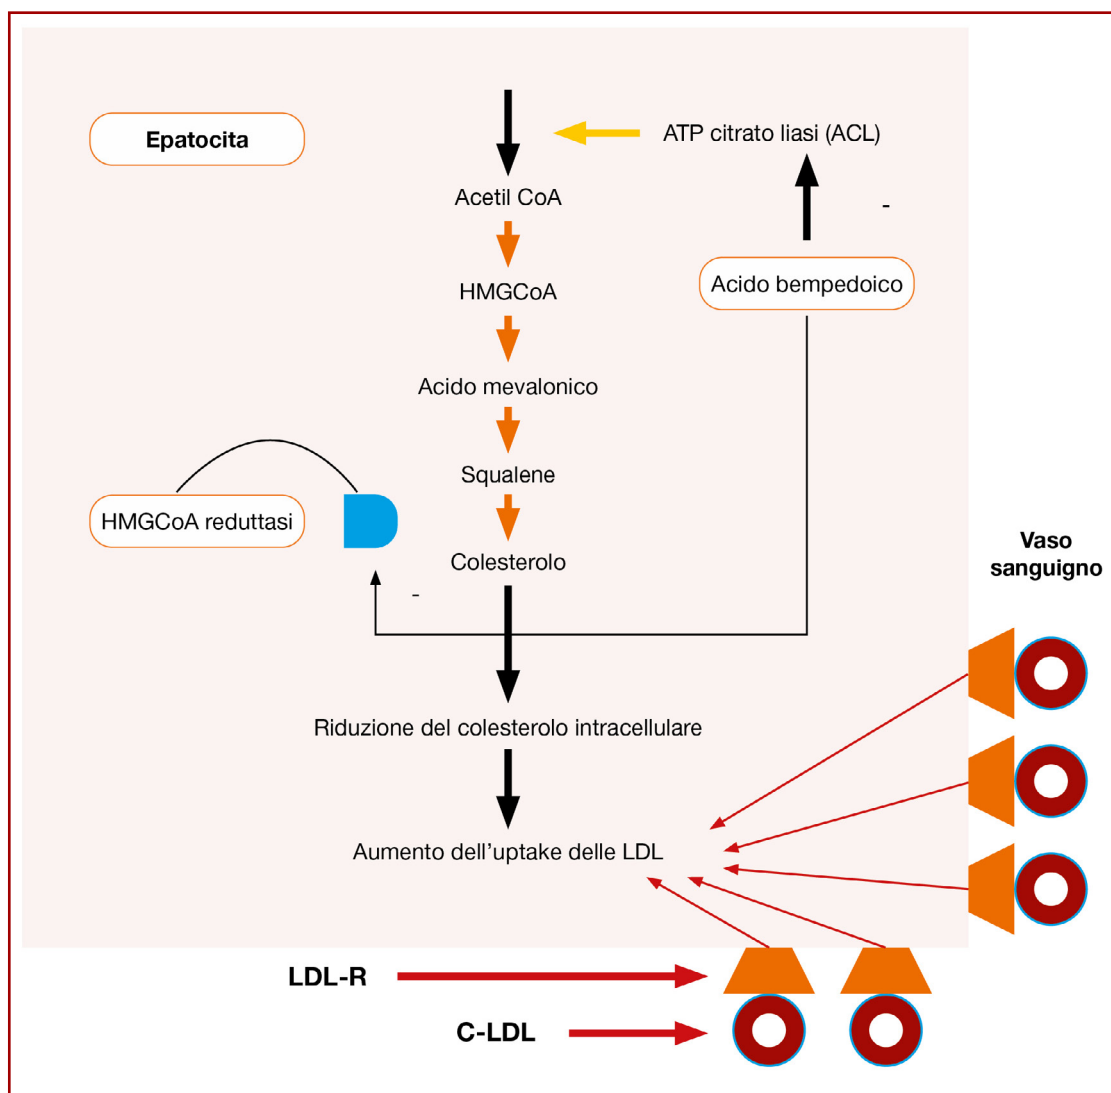 Epatocita
ATP citrato liasi (ACL)
Acetil CoA
-
Acido bempedoico
HMGCoA
Acido mevalonico
Squalene
HMGCoA reduttasi
Colesterolo
Vaso
sanguigno
-
Riduzione del colesterolo intracellulare
Aumento dell'uptake delle LDL
LDL-R
C-LDL